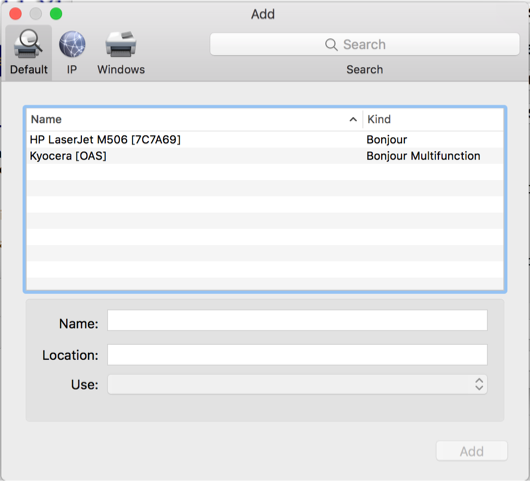 Add
Default IP Windows
Search
Search
Name Kind
HP LaserJet M506 [7C7A69] Bonjour
Kyocera [OAS] Bonjour Multifunction
Name:
Location:
Use:
Add